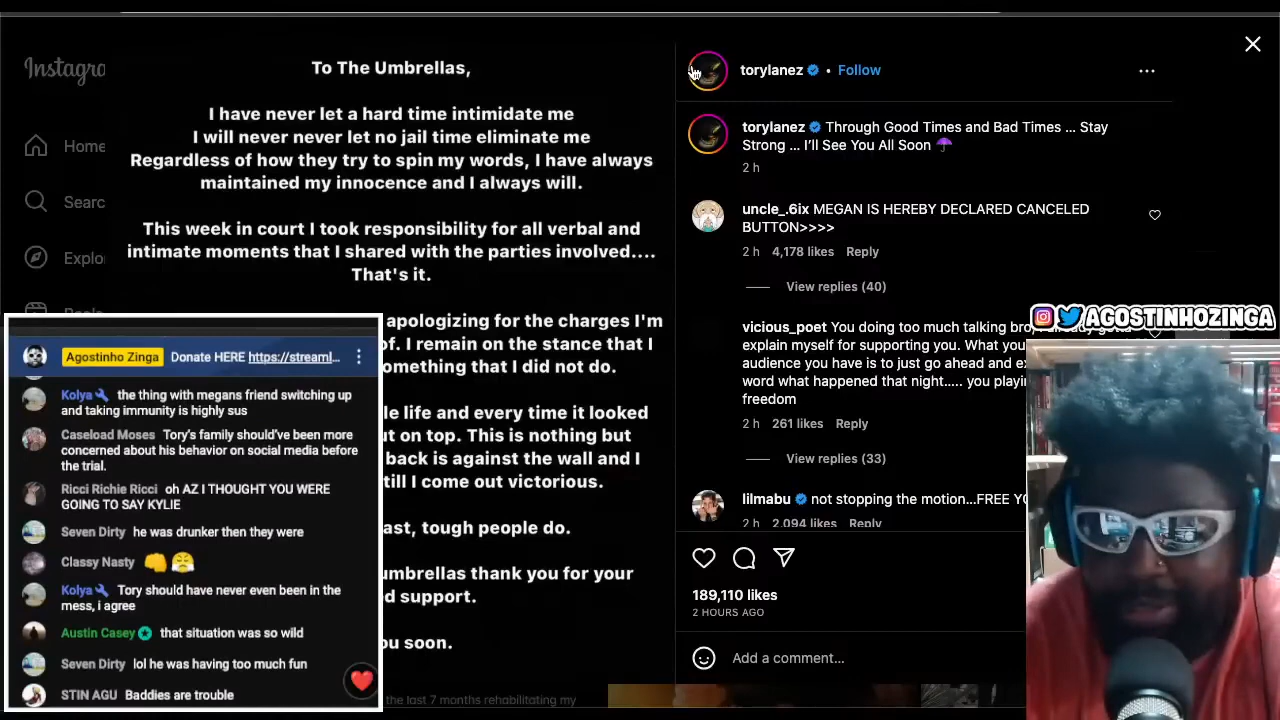 Instagra
Home
Searc
Explo
Reels
To The Umbrellas,
I have never let a hard time intimidate me
I will never never let no jail time eliminate me
Regardless of how they try to spin my words, I have always
maintained my innocence and I always will.
This week in court I took responsibility for all verbal and
intimate moments that I shared with the parties involved....
That's it.
apologizing for the charges I'm
of. I remain on the stance that I
omething that I did not do.
le life and every time it looked
ut on top. This is nothing but
back is against the wall and I
till I come out victorious.
ast, tough people do.
umbrellas thank you for your
d support.
ou soon.
the last 7 months rehabilitating my
torylanez • Follow
torylanez Through Good Times and Bad Times ... Stay
Strong ... I'll See You All Soon ☂️
2 h
uncle_.6ix MEGAN IS HEREBY DECLARED CANCELED
BUTTON>>>>
2 h 4,178 likes Reply
View replies (40)
vicious_poet You doing too much talking bro,
explain myself for supporting you. What you
audience you have is to just go ahead and ex
word what happened that night..... you playin
freedom
2 h 261 likes Reply
View replies (33)
lilmabu not stopping the motion...FREE YO
2 h 2,094 likes Reply
189,110 likes
2 HOURS AGO
Add a comment...
@AGOSTINHOZINGA
Agostinho Zinga Donate HERE https://streaml...
Kolya the thing with megans friend switching up
and taking immunity is highly sus
Caseload Moses Tory's family should've been more
concerned about his behavior on social media before
the trial.
Ricci Richie Ricci oh AZ I THOUGHT YOU WERE
GOING TO SAY KYLIE
Seven Dirty he was drunker then they were
Classy Nasty 👊😤
Kolya Tory should have never even been in the
mess, i agree
Austin Casey that situation was so wild
Seven Dirty lol he was having too much fun
STIN AGU Baddies are trouble